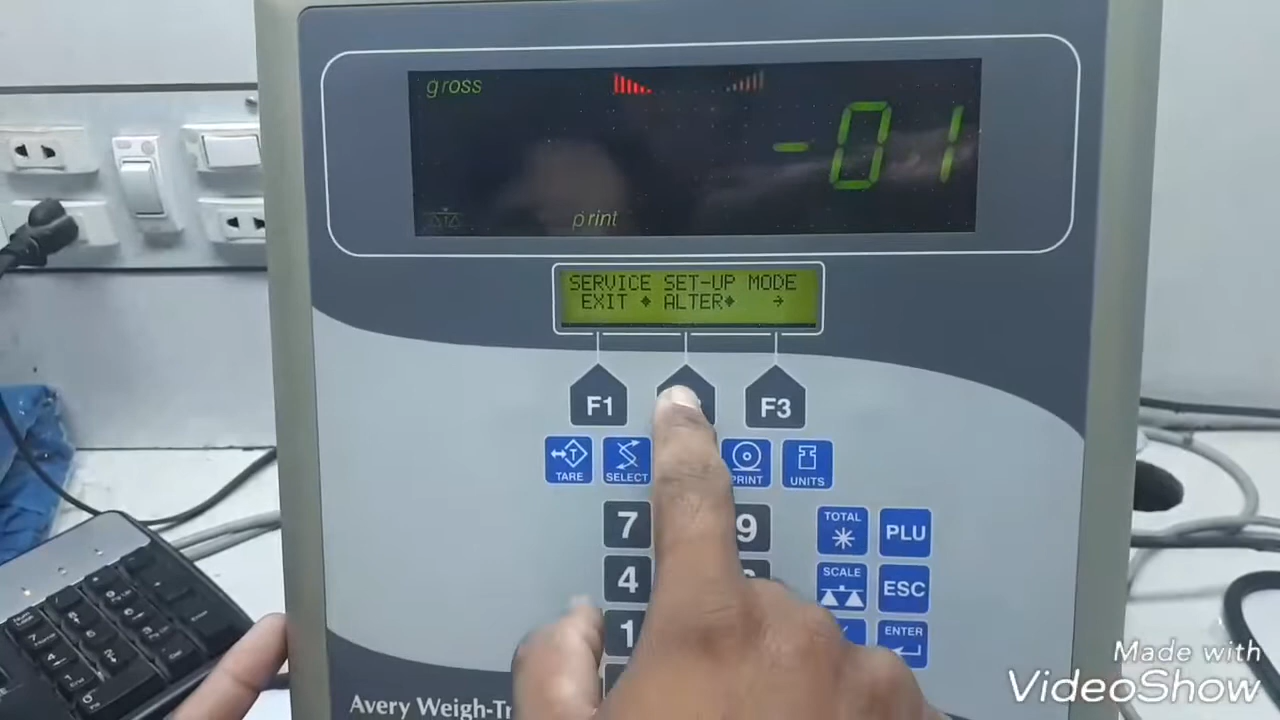 gross
-01
print
SERVICE SET-UP MODE
EXIT ALTER →
F1
F3
TARE
SELECT
UNITS
7
9
TOTAL
*
PLU
4
SCALE
ESC
1
ENTER
Avery Weigh-Tr
Made with
VideoShow